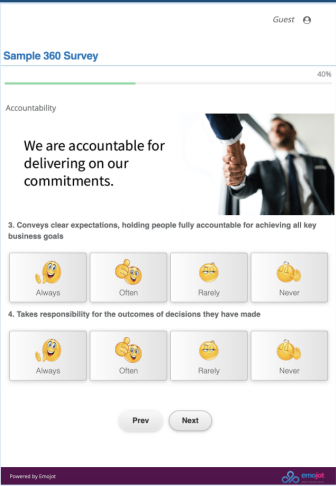 Guest
Sample 360 Survey
40%
Accountability
We are accountable for
delivering on our
commitments.
3. Conveys clear expectations, holding people fully accountable for achieving all key
business goals
Always Often Rarely Never
4. Takes responsibility for the outcomes of decisions they have made
Always Often Rarely Never
Prev Next
Powered by Emojot emojot